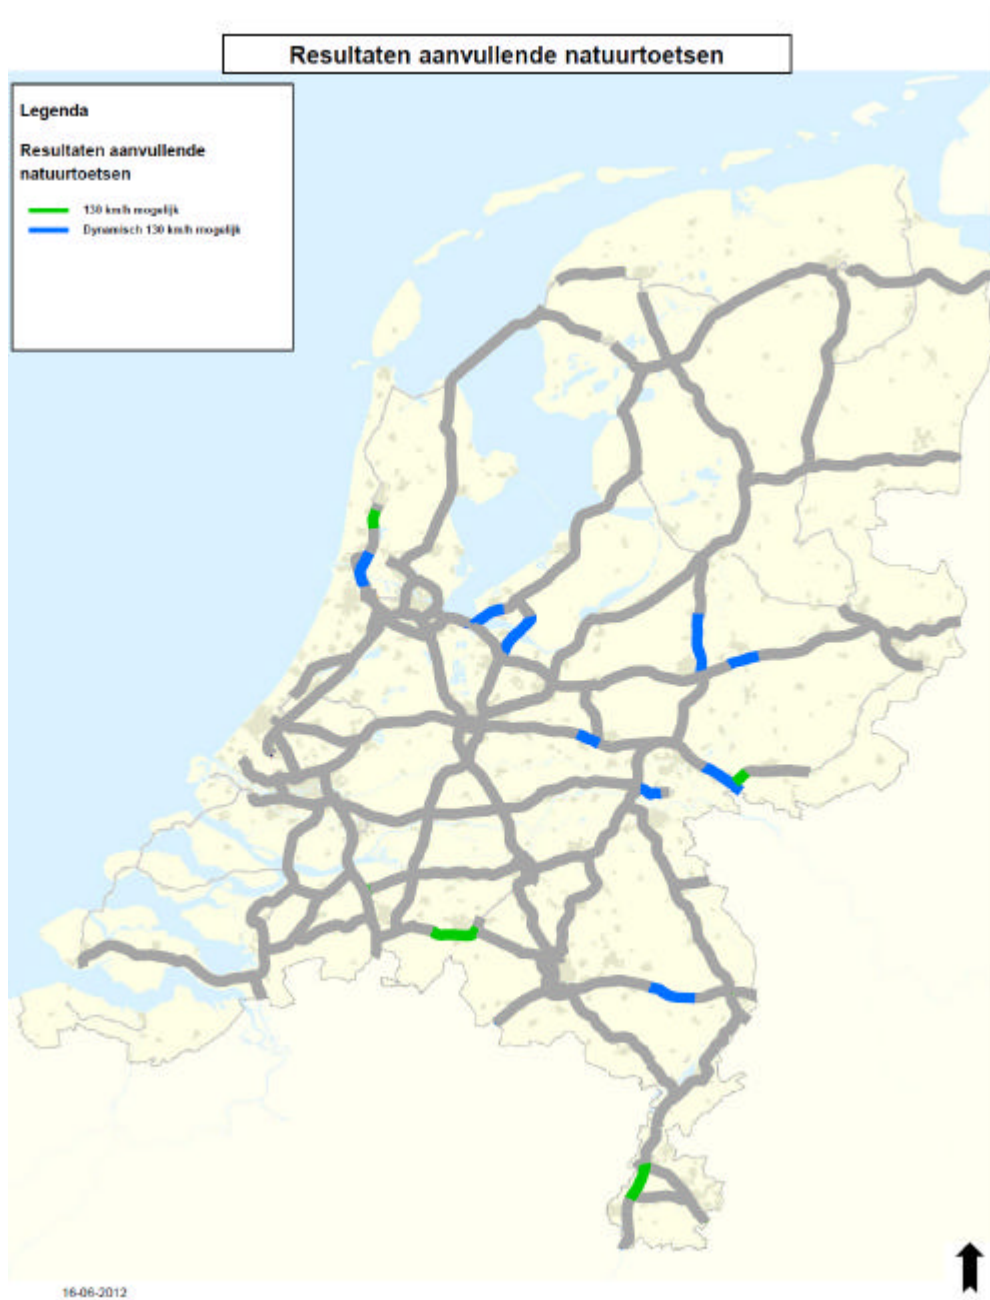 Resultaten aanvullende natuurtoetsen
Legenda
Resultaten aanvullende
natuurtoetsen
130 km/h mogelijk
Dynamisch 130 km/h mogelijk
16-06-2012